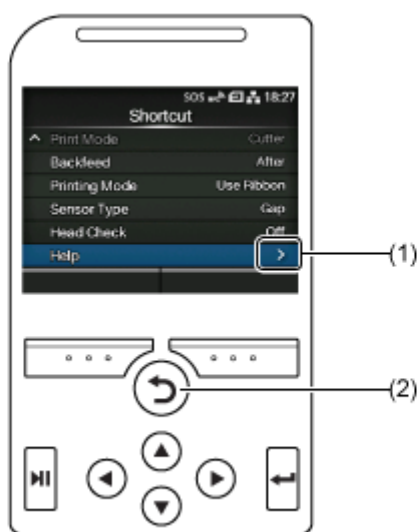 SOS 18:27
Shortcut
Print Mode Cutter
Backfeed After
Printing Mode Use Ribbon
Sensor Type Gap
Head Check Off
Help >
(1)
(2)